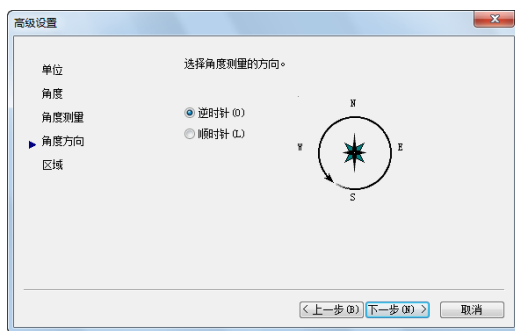 高级设置
单位
角度
角度测量
角度方向
区域
选择角度测量的方向。
逆时针(O)
顺时针(L)
N
W
E
S
<上一步(B)
下一步(N)>
取消